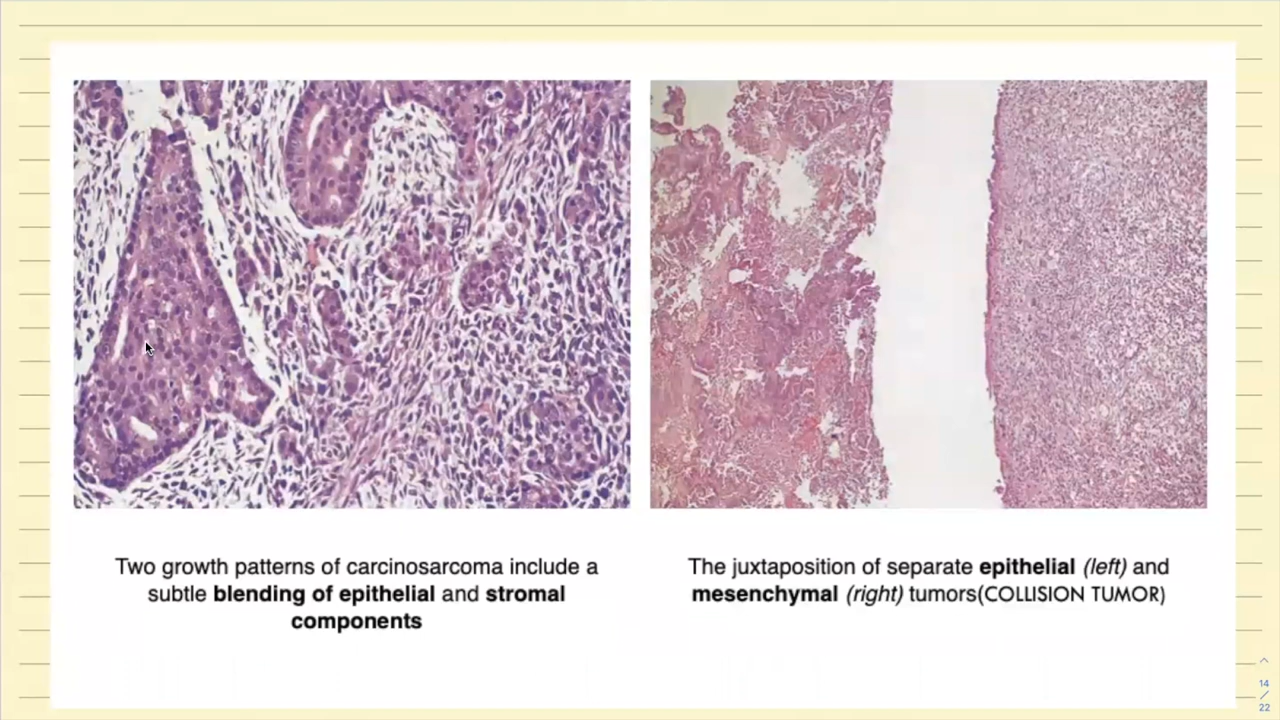 Two growth patterns of carcinosarcoma include a
subtle blending of epithelial and stromal
components
The juxtaposition of separate epithelial (left) and
mesenchymal (right) tumors(COLLISION TUMOR)
14
/
22